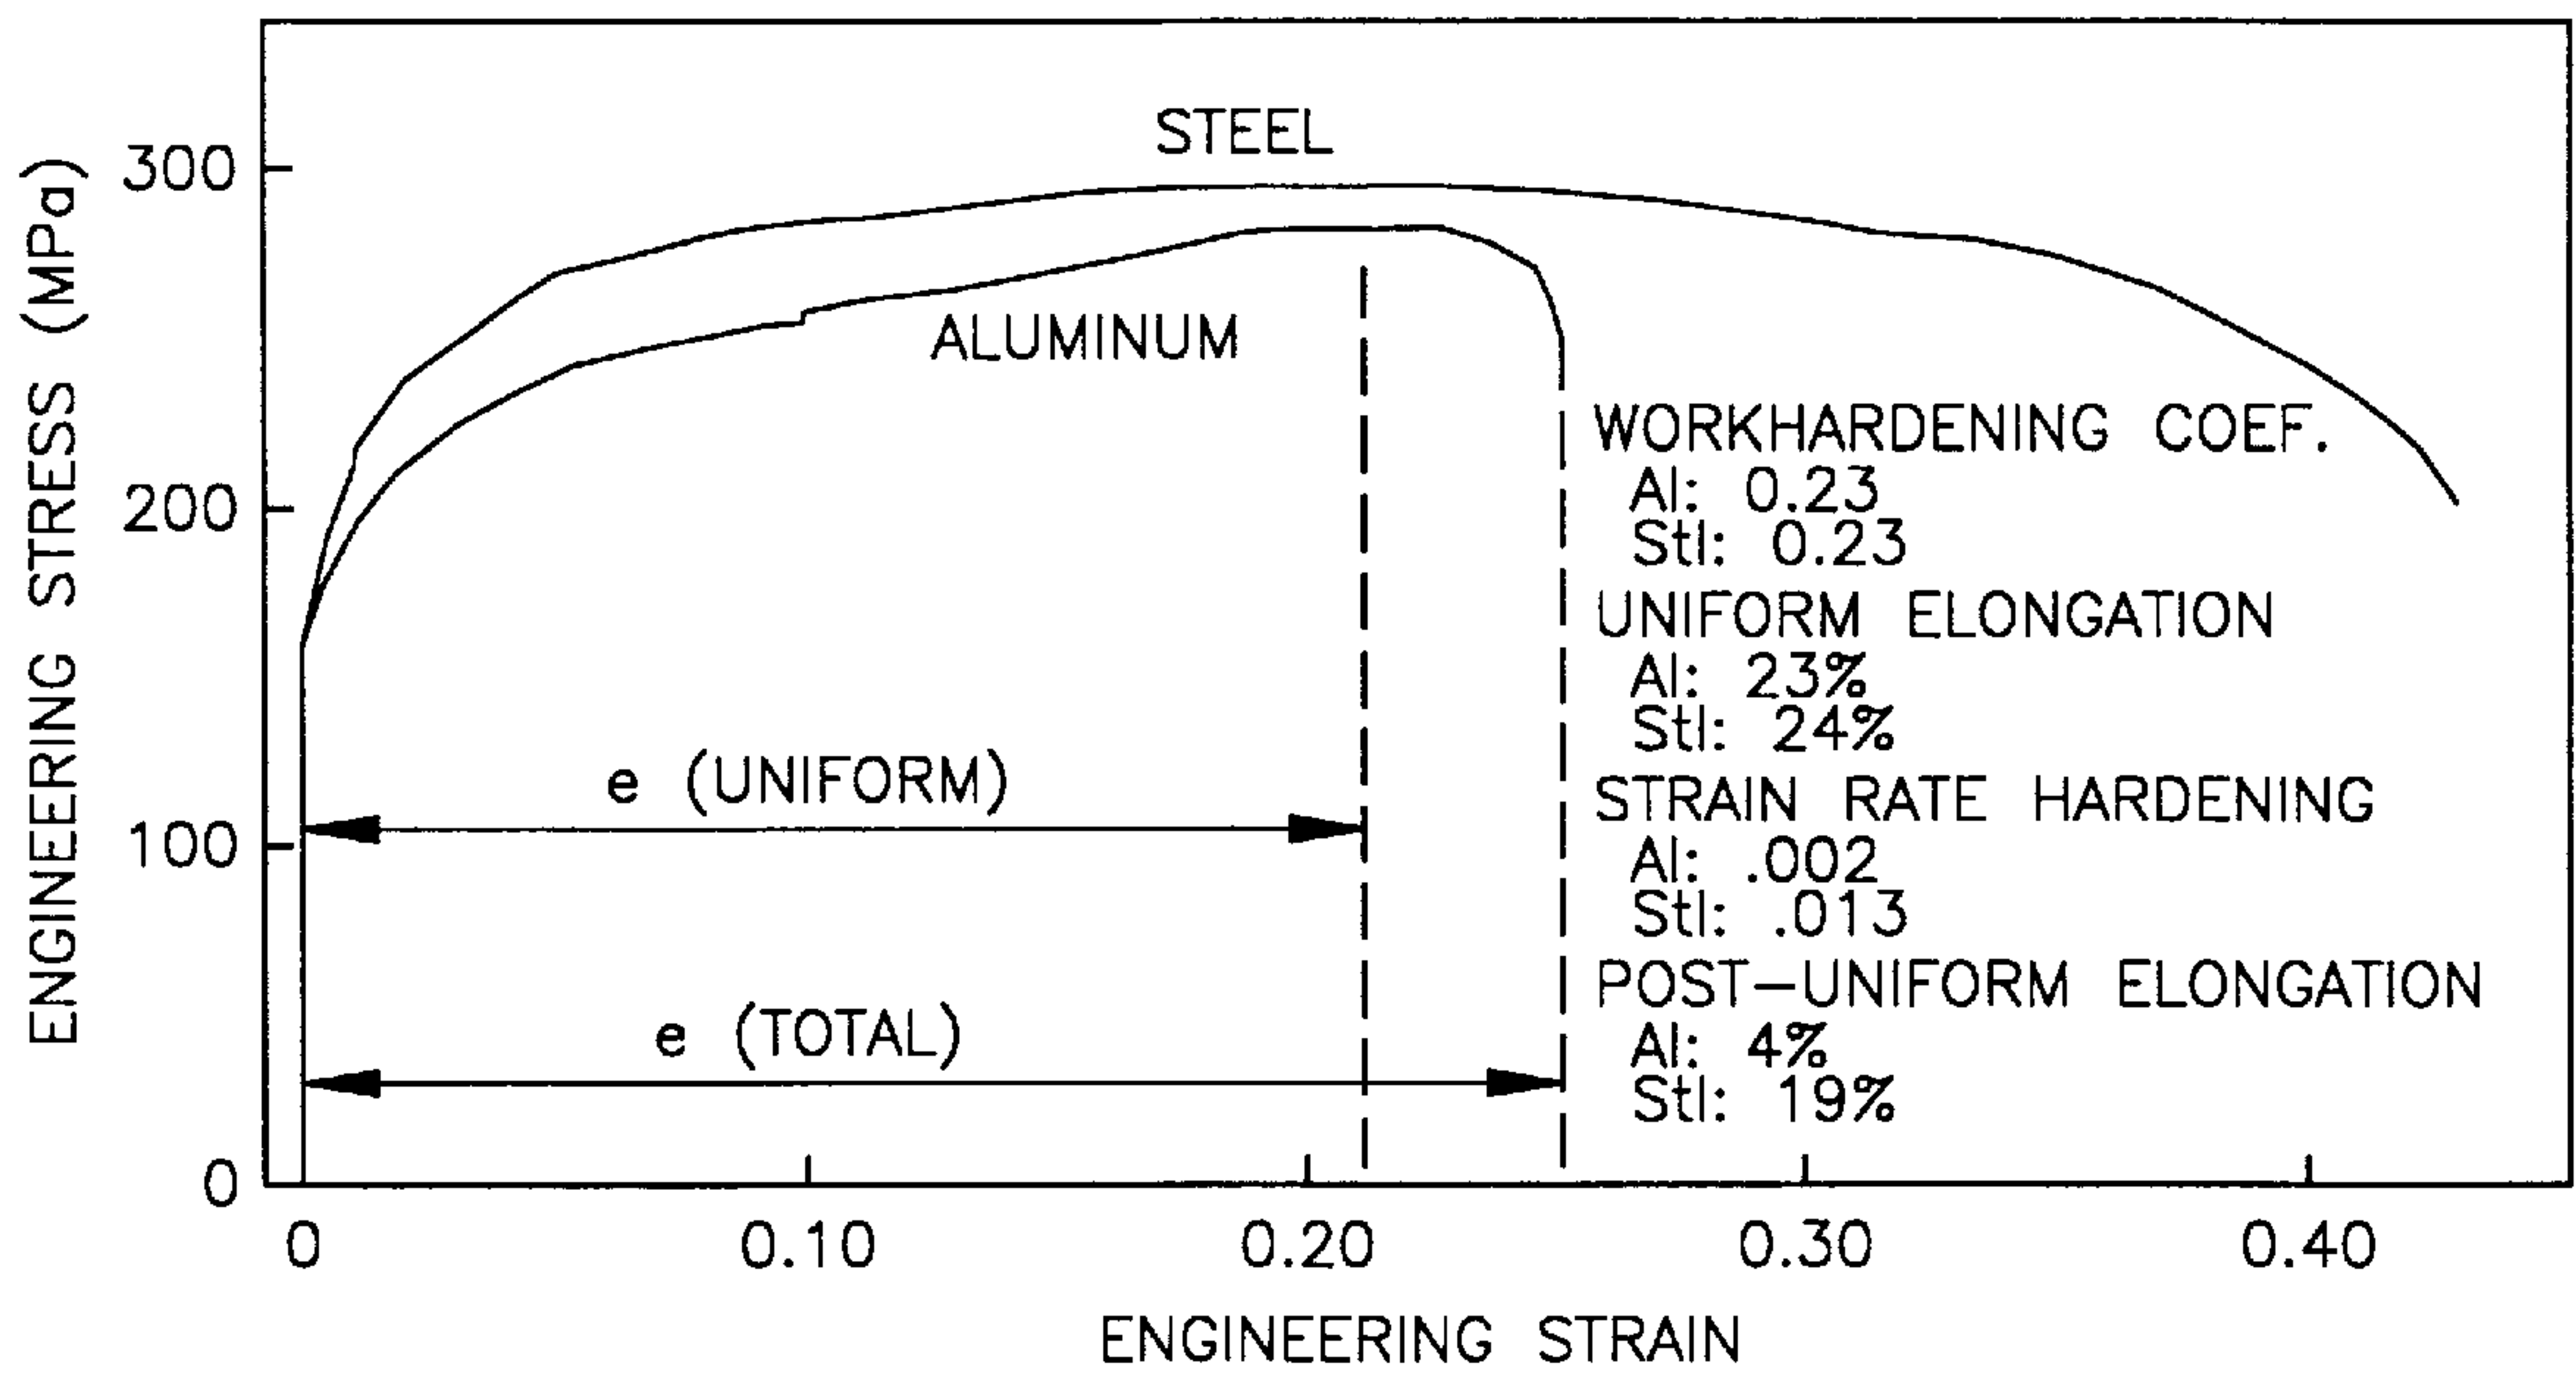 ENGINEERING STRESS (MPa)
300
200
100
0
STEEL
ALUMINUM
e (UNIFORM)
e (TOTAL)
WORKHARDENING COEF.
Al: 0.23
Stl: 0.23
UNIFORM ELONGATION
Al: 23%
Stl: 24%
STRAIN RATE HARDENING
Al: .002
Stl: .013
POST-UNIFORM ELONGATION
Al: 4%
Stl: 19%
0 0.10 0.20 0.30 0.40
ENGINEERING STRAIN